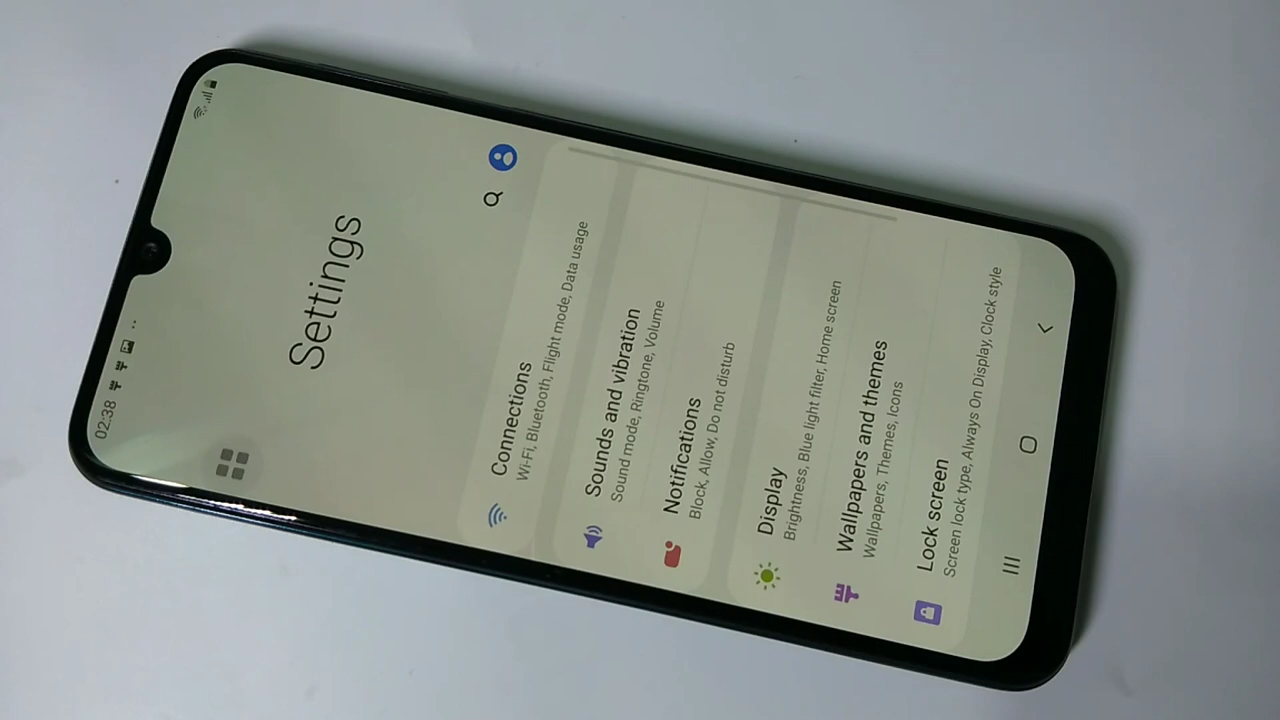 02:38
Settings
Connections
Wi-Fi, Bluetooth, Flight mode, Data usage
Sounds and vibration
Sound mode, Ringtone, Volume
Notifications
Block, Allow, Do not disturb
Display
Brightness, Blue light filter, Home screen
Wallpapers and themes
Wallpapers, Themes, Icons
Lock screen
Screen lock type, Always On Display, Clock style